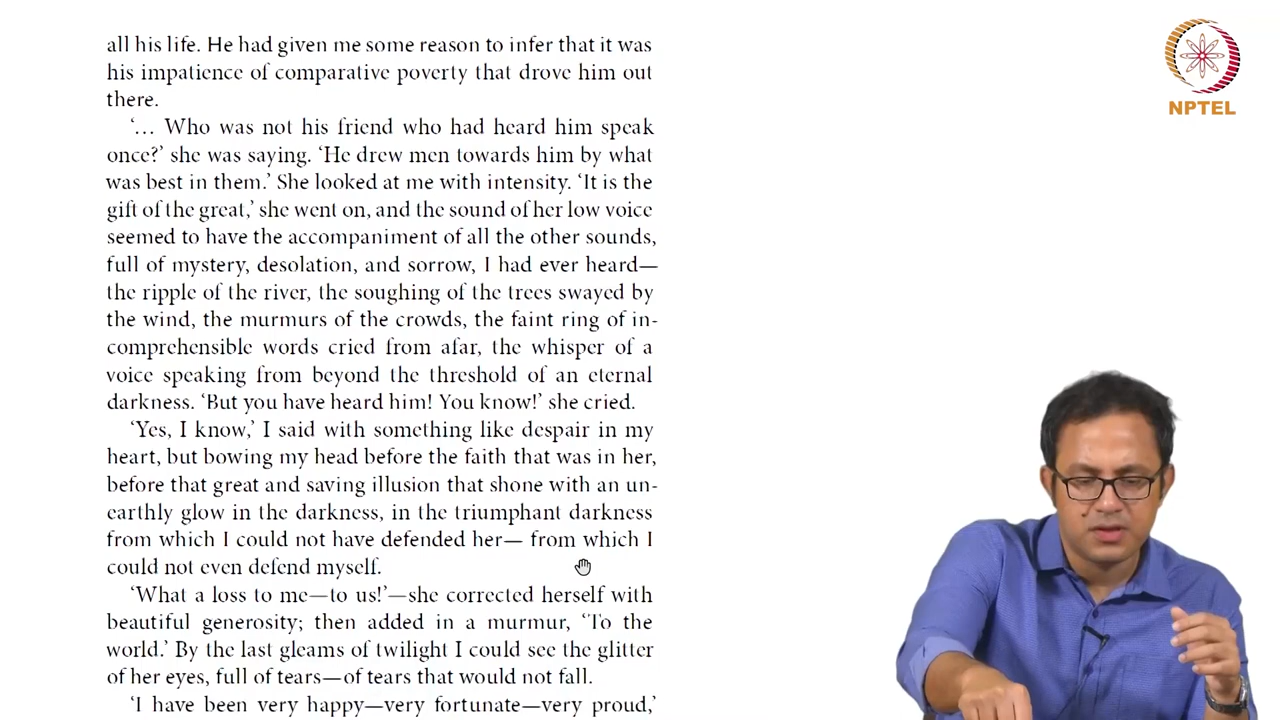 all his life. He had given me some reason to infer that it was
his impatience of comparative poverty that drove him out
there.
‘… Who was not his friend who had heard him speak
once?’ she was saying. ‘He drew men towards him by what
was best in them.’ She looked at me with intensity. ‘It is the
gift of the great,’ she went on, and the sound of her low voice
seemed to have the accompaniment of all the other sounds,
full of mystery, desolation, and sorrow, I had ever heard—
the ripple of the river, the soughing of the trees swayed by
the wind, the murmurs of the crowds, the faint ring of in-
comprehensible words cried from afar, the whisper of a
voice speaking from beyond the threshold of an eternal
darkness. ‘But you have heard him! You know!’ she cried.
‘Yes, I know,’ I said with something like despair in my
heart, but bowing my head before the faith that was in her,
before that great and saving illusion that shone with an un-
earthly glow in the darkness, in the triumphant darkness
from which I could not have defended her— from which I
could not even defend myself.
‘What a loss to me—to us!’—she corrected herself with
beautiful generosity; then added in a murmur, ‘To the
world.’ By the last gleams of twilight I could see the glitter
of her eyes, full of tears—of tears that would not fall.
‘I have been very happy—very fortunate—very proud,’
NPTEL